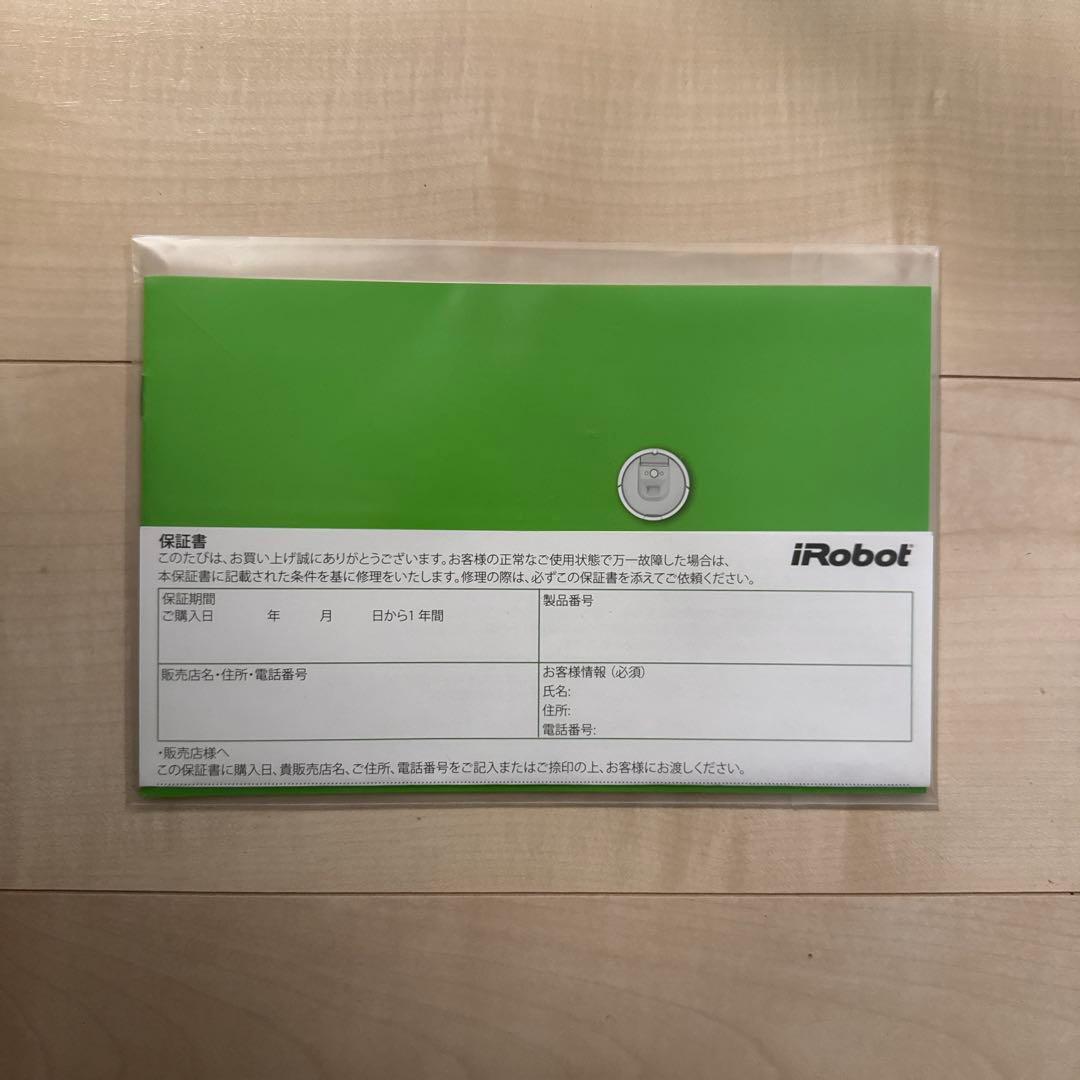 保証書
このたびは、お買い上げ誠にありがとうございます。お客様の正常なご使用状態で万一故障した場合は、
本保証書に記載された条件を基に修理をいたします。修理の際は、必ずこの保証書を添えてご依頼ください。
iRobot®
保証期間
ご購入日 年 月 日から1年間
製品番号
販売店名・住所・電話番号
お客様情報（必須）
氏名:
住所:
電話番号:
・販売店様へ
この保証書に購入日、貴販売店名、ご住所、電話番号をご記入またはご捺印の上、お客様にお渡しください。